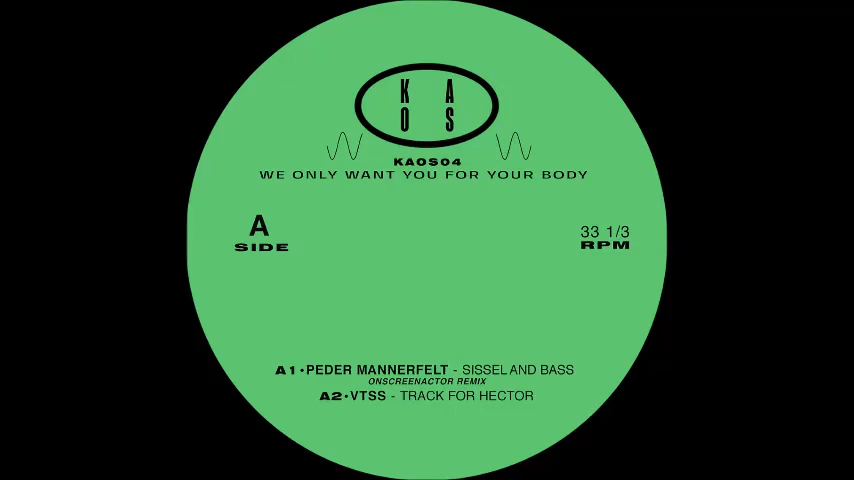 K A
O S
KAOS04
WE ONLY WANT YOU FOR YOUR BODY
A
SIDE
33 1/3
RPM
A1•PEDER MANNERFELT - SISSEL AND BASS
ONSCREENACTOR REMIX
A2•VTSS - TRACK FOR HECTOR